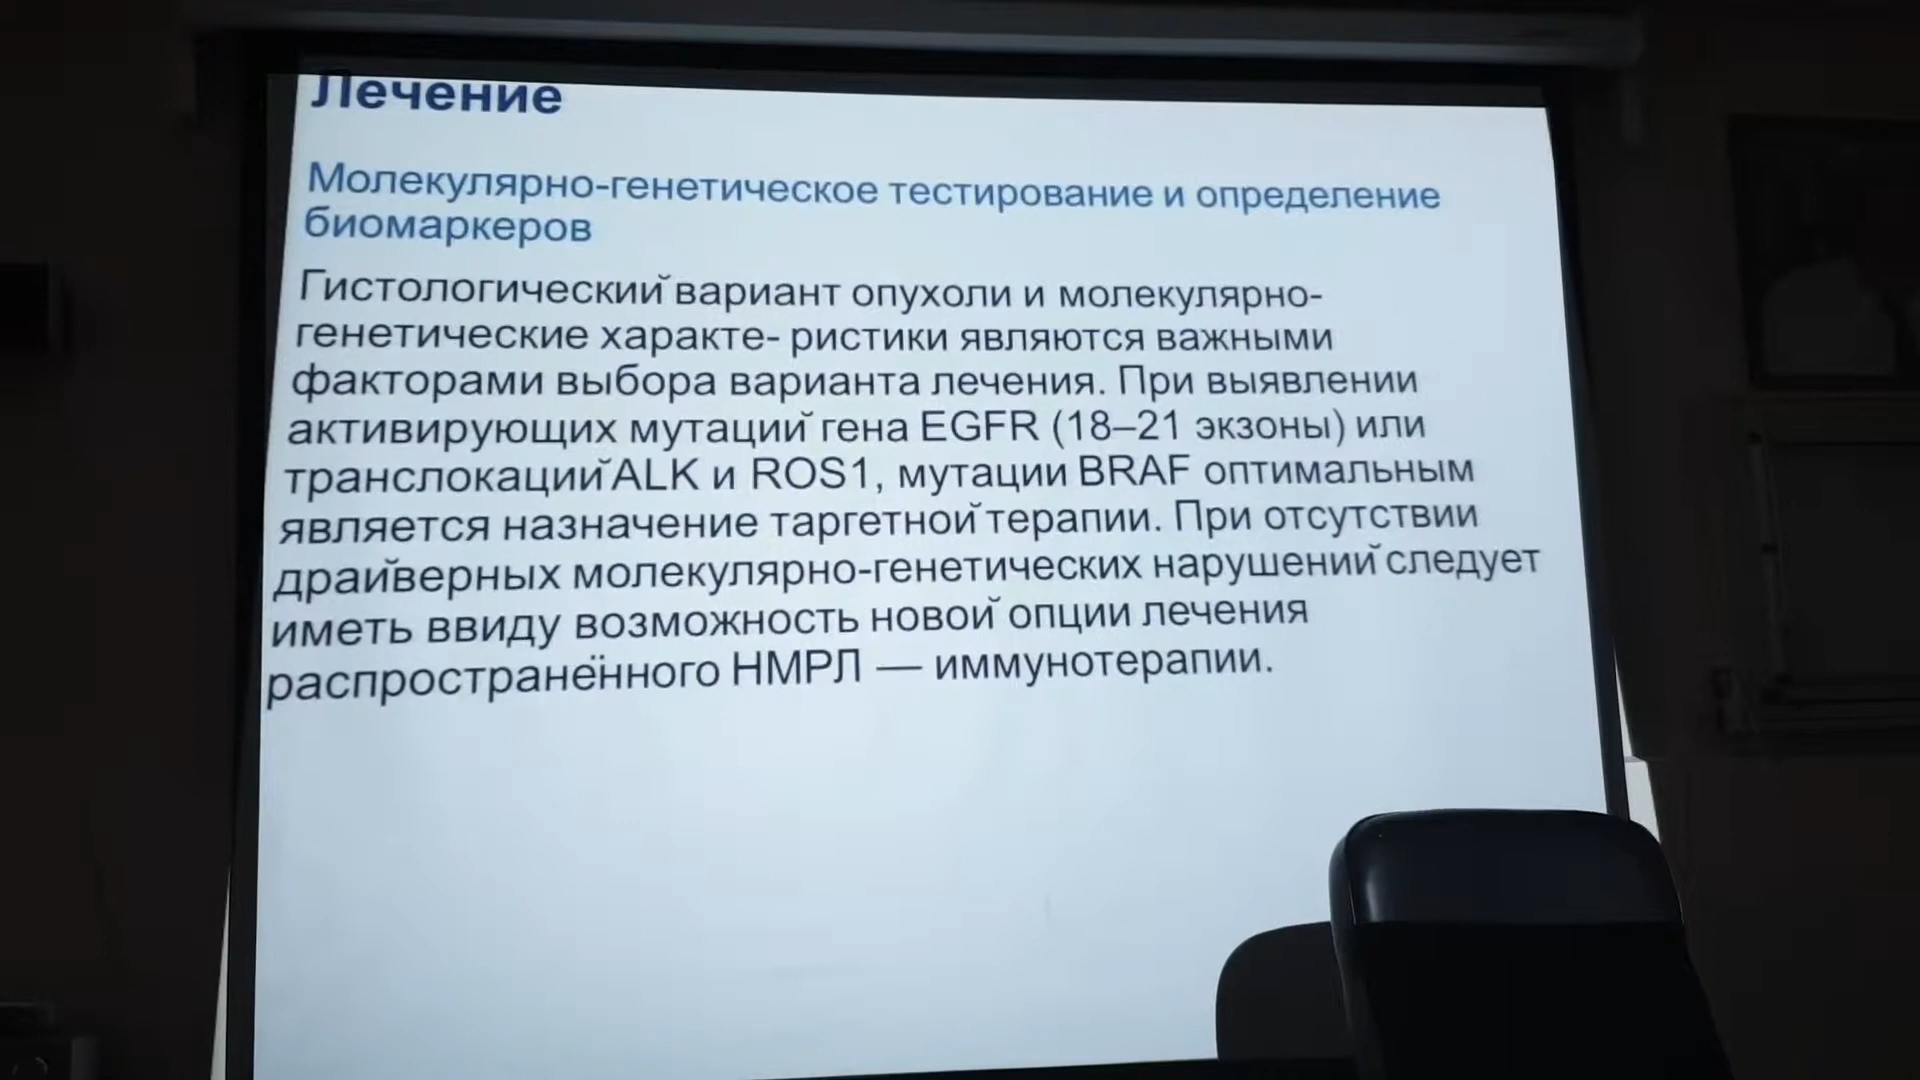 Лечение
Молекулярно-генетическое тестирование и определение
биомаркеров
Гистологический вариант опухоли и молекулярно-
генетические характе- ристики являются важными
факторами выбора варианта лечения. При выявлении
активирующих мутаций гена EGFR (18–21 экзоны) или
транслокаций ALK и ROS1, мутации BRAF оптимальным
является назначение таргетной терапии. При отсутствии
драйверных молекулярно-генетических нарушений следует
иметь ввиду возможность новой опции лечения
распространённого НМРЛ — иммунотерапии.